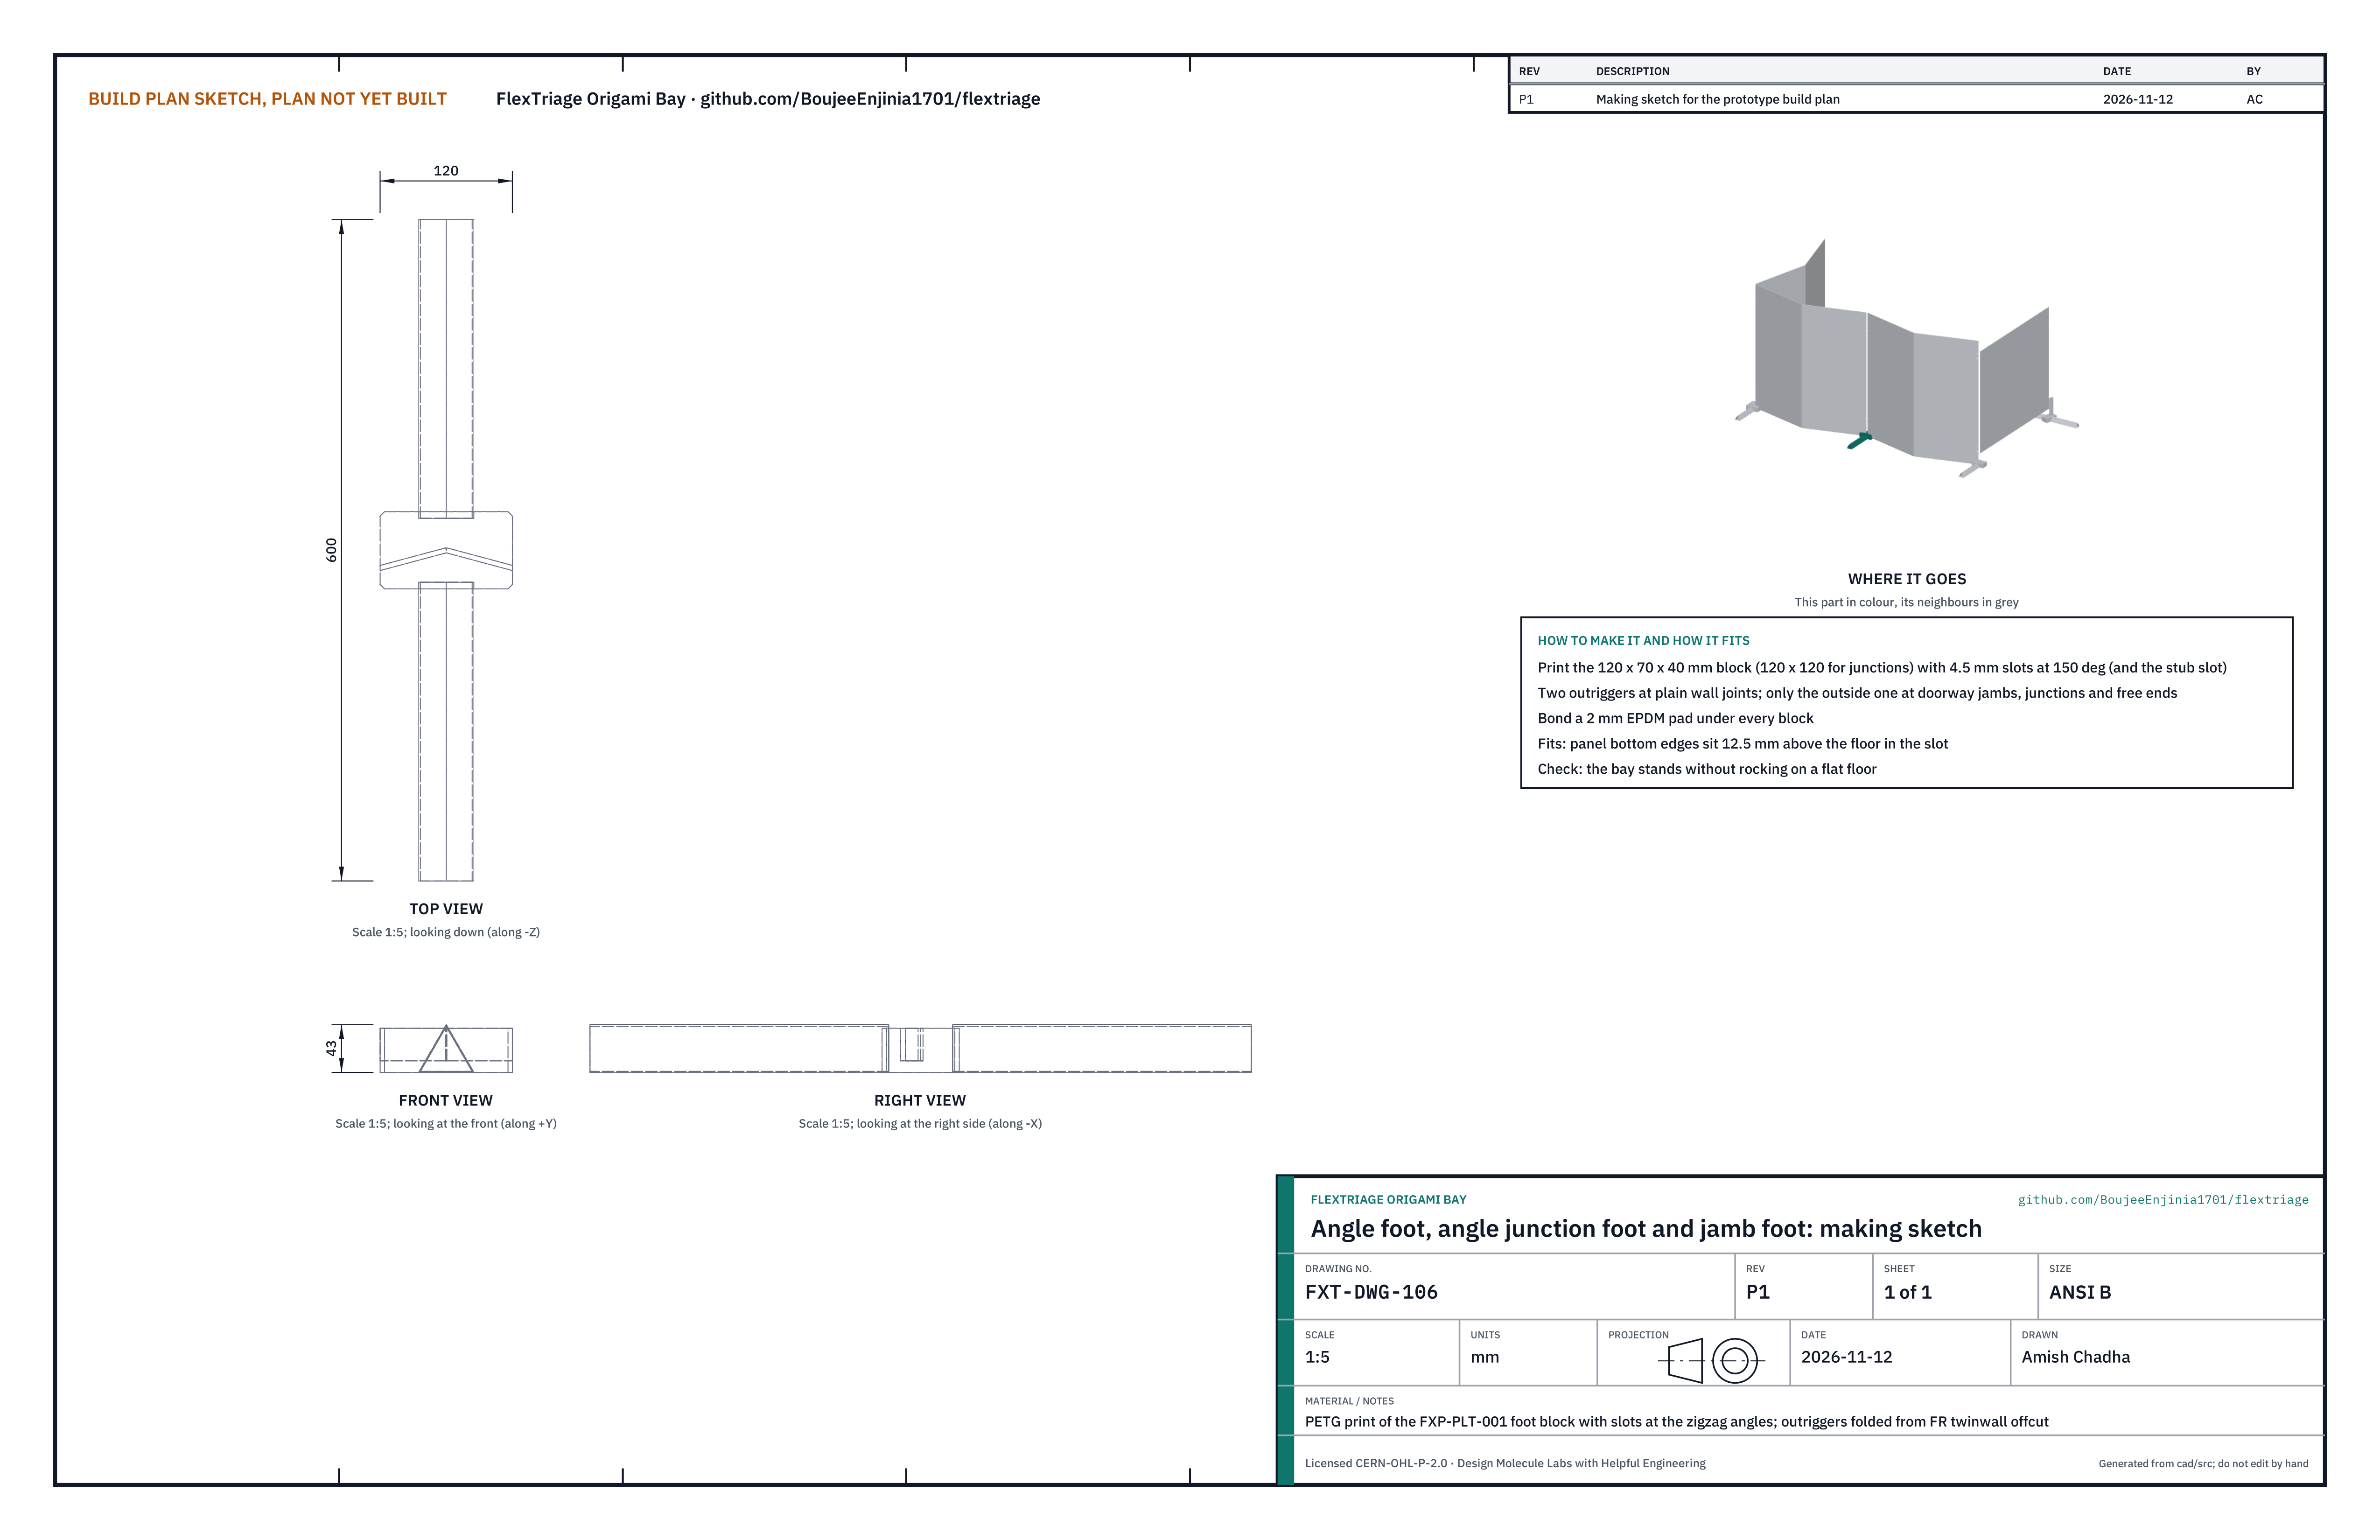 BUILD PLAN SKETCH, PLAN NOT YET BUILT
FlexTriage Origami Bay · github.com/BoujeeEnjinia1701/flextriage
REV DESCRIPTION DATE BY
P1 Making sketch for the prototype build plan 2026-11-12 AC
120
600
TOP VIEW
Scale 1:5; looking down (along -Z)
WHERE IT GOES
This part in colour, its neighbours in grey
HOW TO MAKE IT AND HOW IT FITS
Print the 120 x 70 x 40 mm block (120 x 120 for junctions) with 4.5 mm slots at 150 deg (and the stub slot)
Two outriggers at plain wall joints; only the outside one at doorway jambs, junctions and free ends
Bond a 2 mm EPDM pad under every block
Fits: panel bottom edges sit 12.5 mm above the floor in the slot
Check: the bay stands without rocking on a flat floor
43
FRONT VIEW
Scale 1:5; looking at the front (along +Y)
RIGHT VIEW
Scale 1:5; looking at the right side (along -X)
FLEXTRIAGE ORIGAMI BAY
github.com/BoujeeEnjinia1701/flextriage
Angle foot, angle junction foot and jamb foot: making sketch
DRAWING NO. REV SHEET SIZE
FXT-DWG-106 P1 1 of 1 ANSI B
SCALE UNITS PROJECTION DATE DRAWN
1:5 mm 2026-11-12 Amish Chadha
MATERIAL / NOTES
PETG print of the FXP-PLT-001 foot block with slots at the zigzag angles; outriggers folded from FR twinwall offcut
Licensed CERN-OHL-P-2.0 · Design Molecule Labs with Helpful Engineering
Generated from cad/src; do not edit by hand